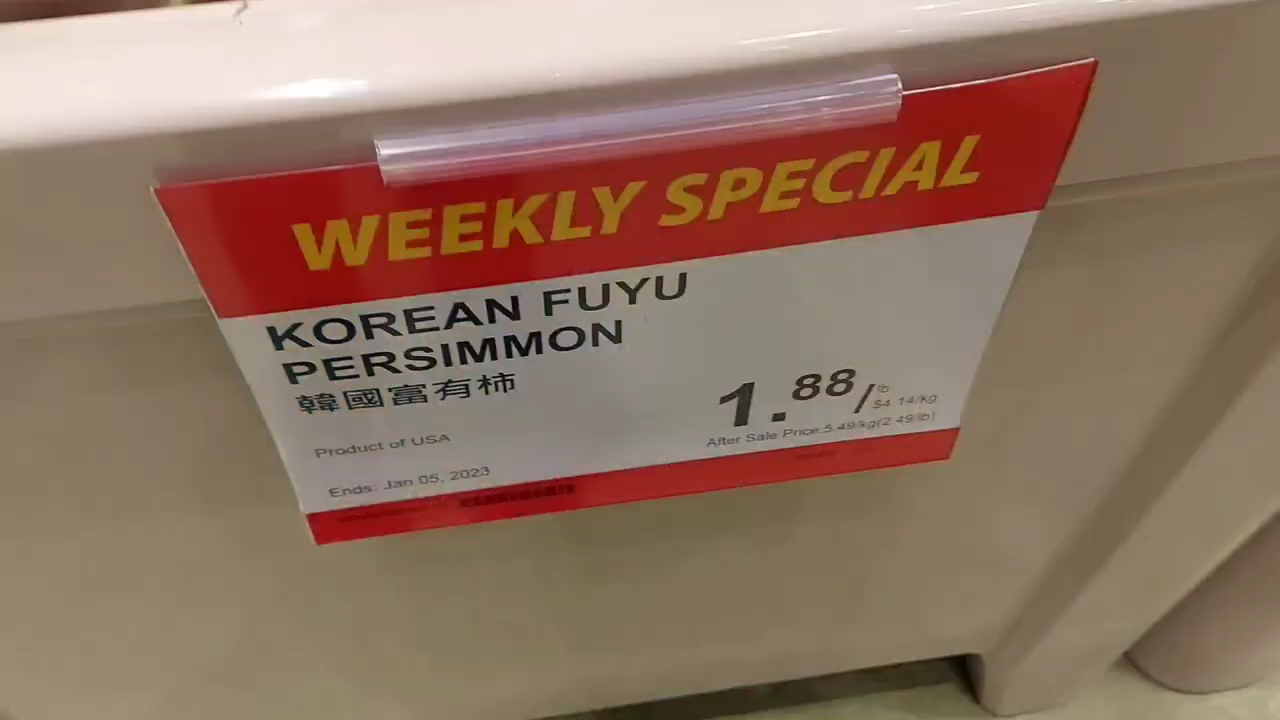 WEEKLY SPECIAL
KOREAN FUYU
PERSIMMON
韓國富有柿
1.88/lb
$4.14/kg
After Sale Price:5.49/kg(2.49/lb)
Product of USA
Ends: Jan 05, 2023